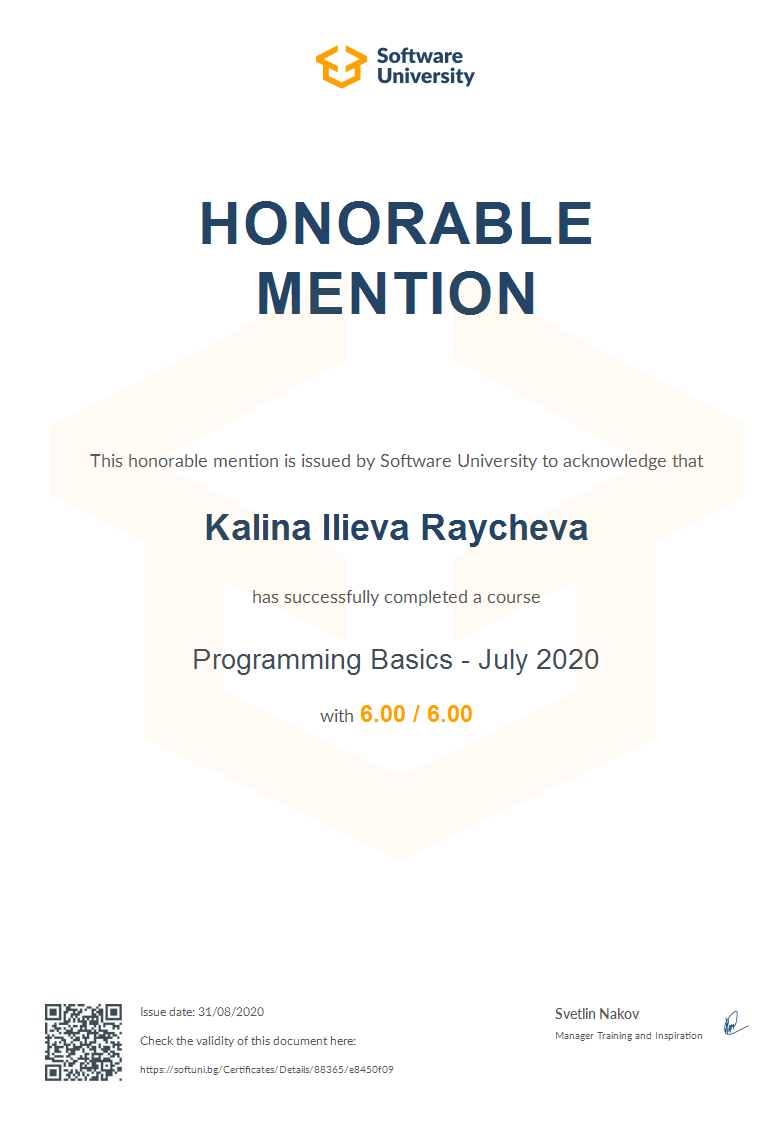 Software
University
HONORABLE
MENTION
This honorable mention is issued by Software University to acknowledge that
Kalina Ilieva Raycheva
has successfully completed a course
Programming Basics - July 2020
with 6.00 / 6.00
Issue date: 31/08/2020
Check the validity of this document here:
https://softuni.bg/Certificates/Details/88365/e8450f09
Svetlin Nakov
Manager Training and Inspiration